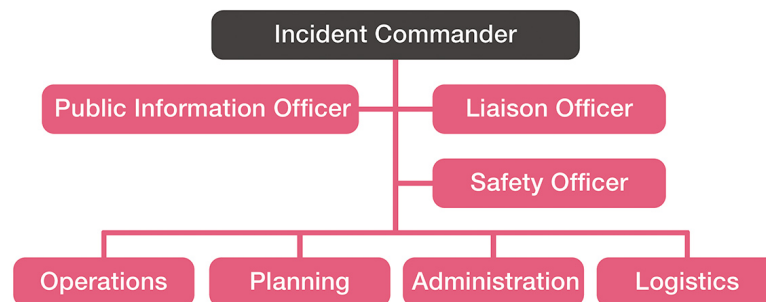 Incident Commander
Public Information Officer
Liaison Officer
Safety Officer
Operations
Planning
Administration
Logistics